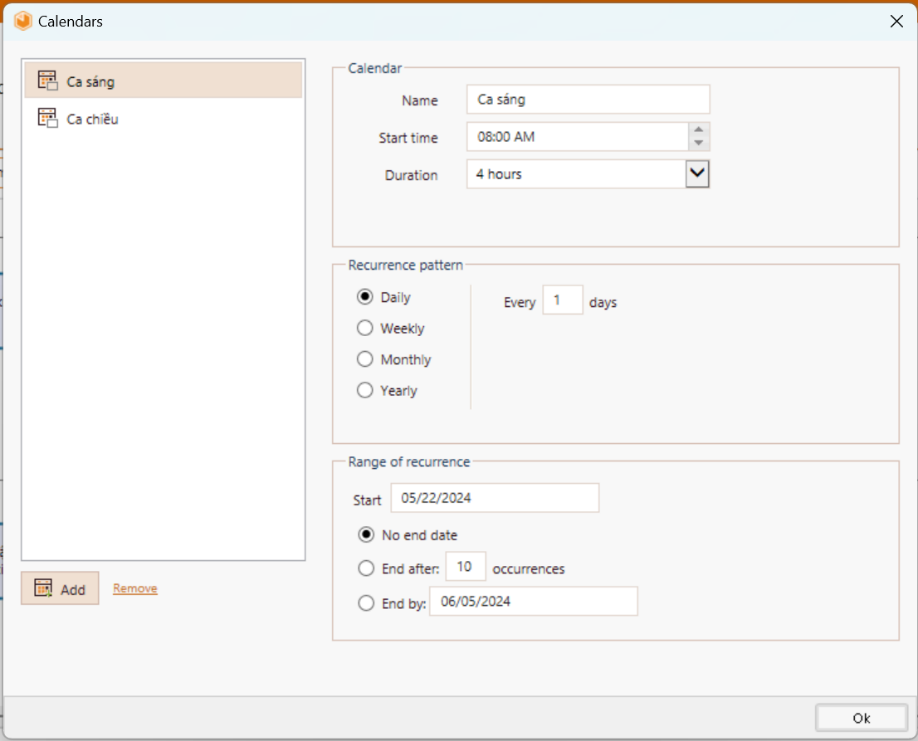 Calendars
Ca sáng
Ca chiều
Add
Remove
Calendar
Name
Ca sáng
Start time
08:00 AM
Duration
4 hours
Recurrence pattern
Daily
Weekly
Monthly
Yearly
Every 1 days
Range of recurrence
Start 05/22/2024
No end date
End after: 10 occurrences
End by: 06/05/2024
Ok